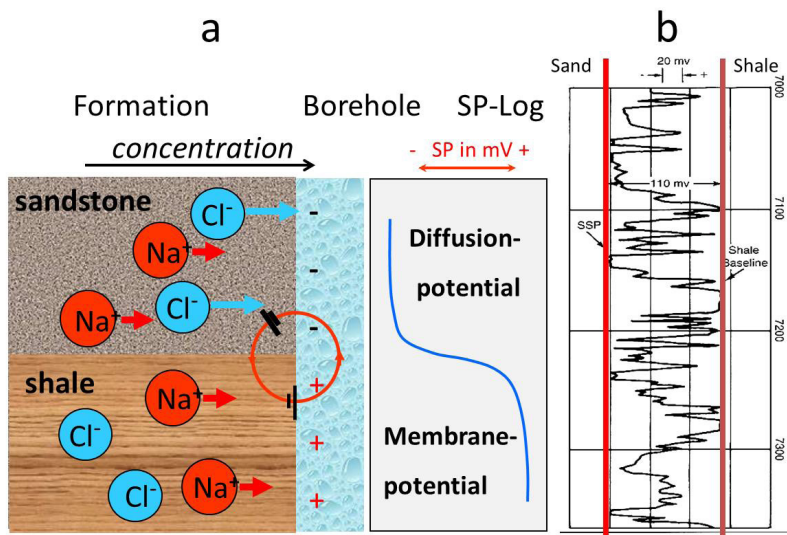 a
Formation
Borehole
SP-Log
concentration
- SP in mV +
sandstone
Cl-
Na+
Cl-
Na+
-
-
-
shale
Na+
Cl-
Cl-
Na+
+
+
+
Diffusion-
potential
Membrane-
potential
b
Sand
20 mv
- +
Shale
7000
110 mv
7100
SSP
Shale
Baseline
7200
7300